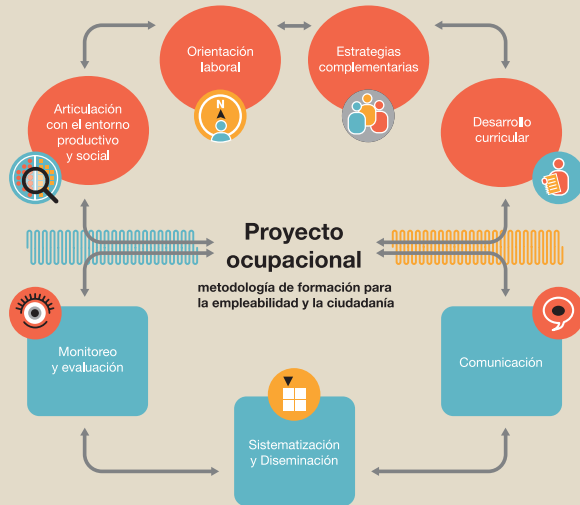 Orientación
laboral
Estrategias
complementarias
Articulación
con el entorno
productivo
y social
Desarrollo
curricular
N
Proyecto
ocupacional
metodología de formación para
la empleabilidad y la ciudadanía
Monitoreo
y evaluación
Comunicación
Sistematización
y Diseminación